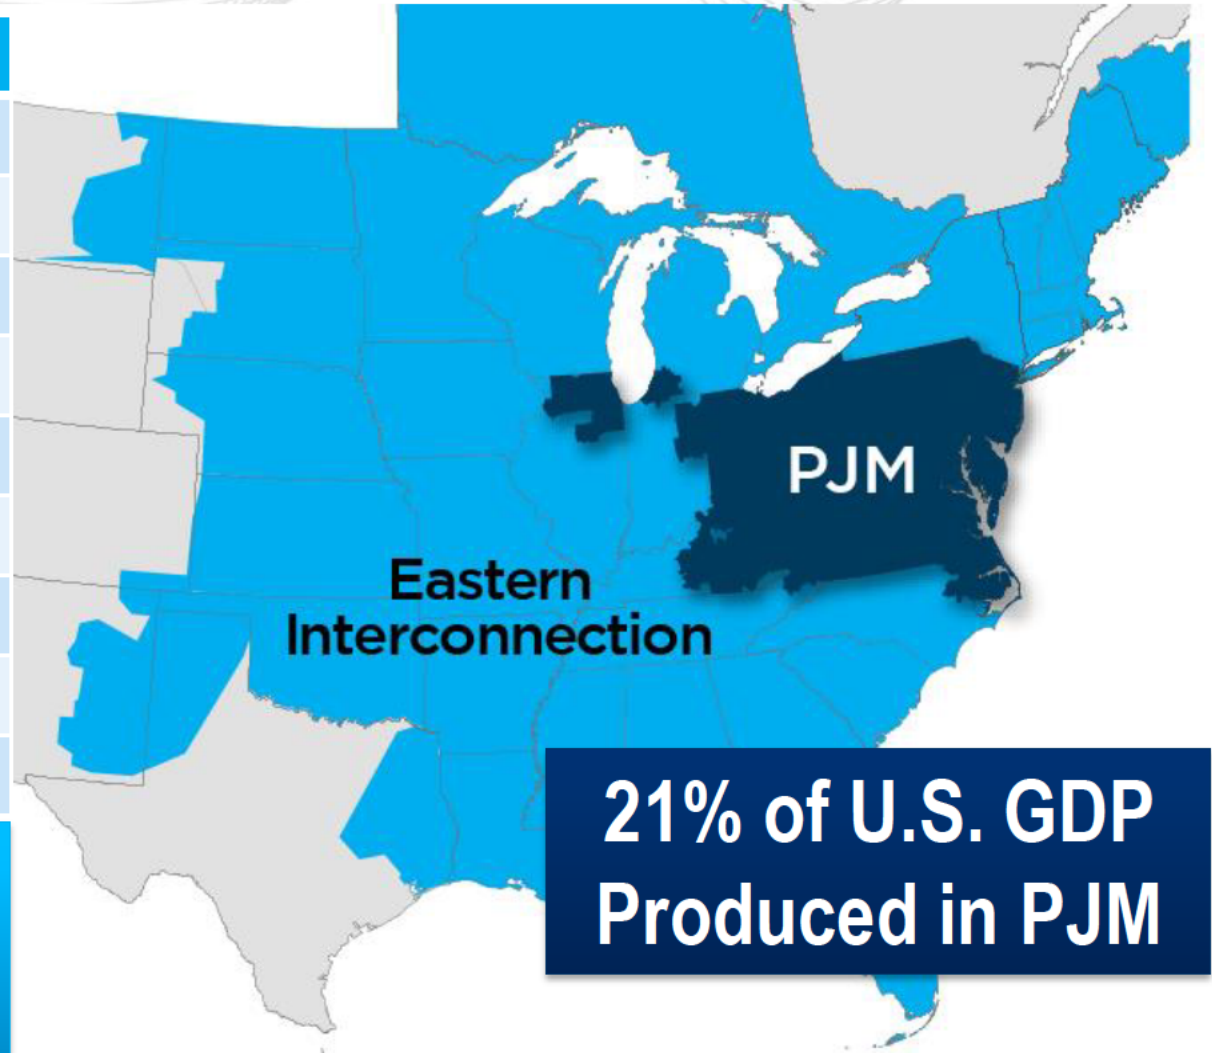 PJM
Eastern
Interconnection
21% of U.S. GDP
Produced in PJM